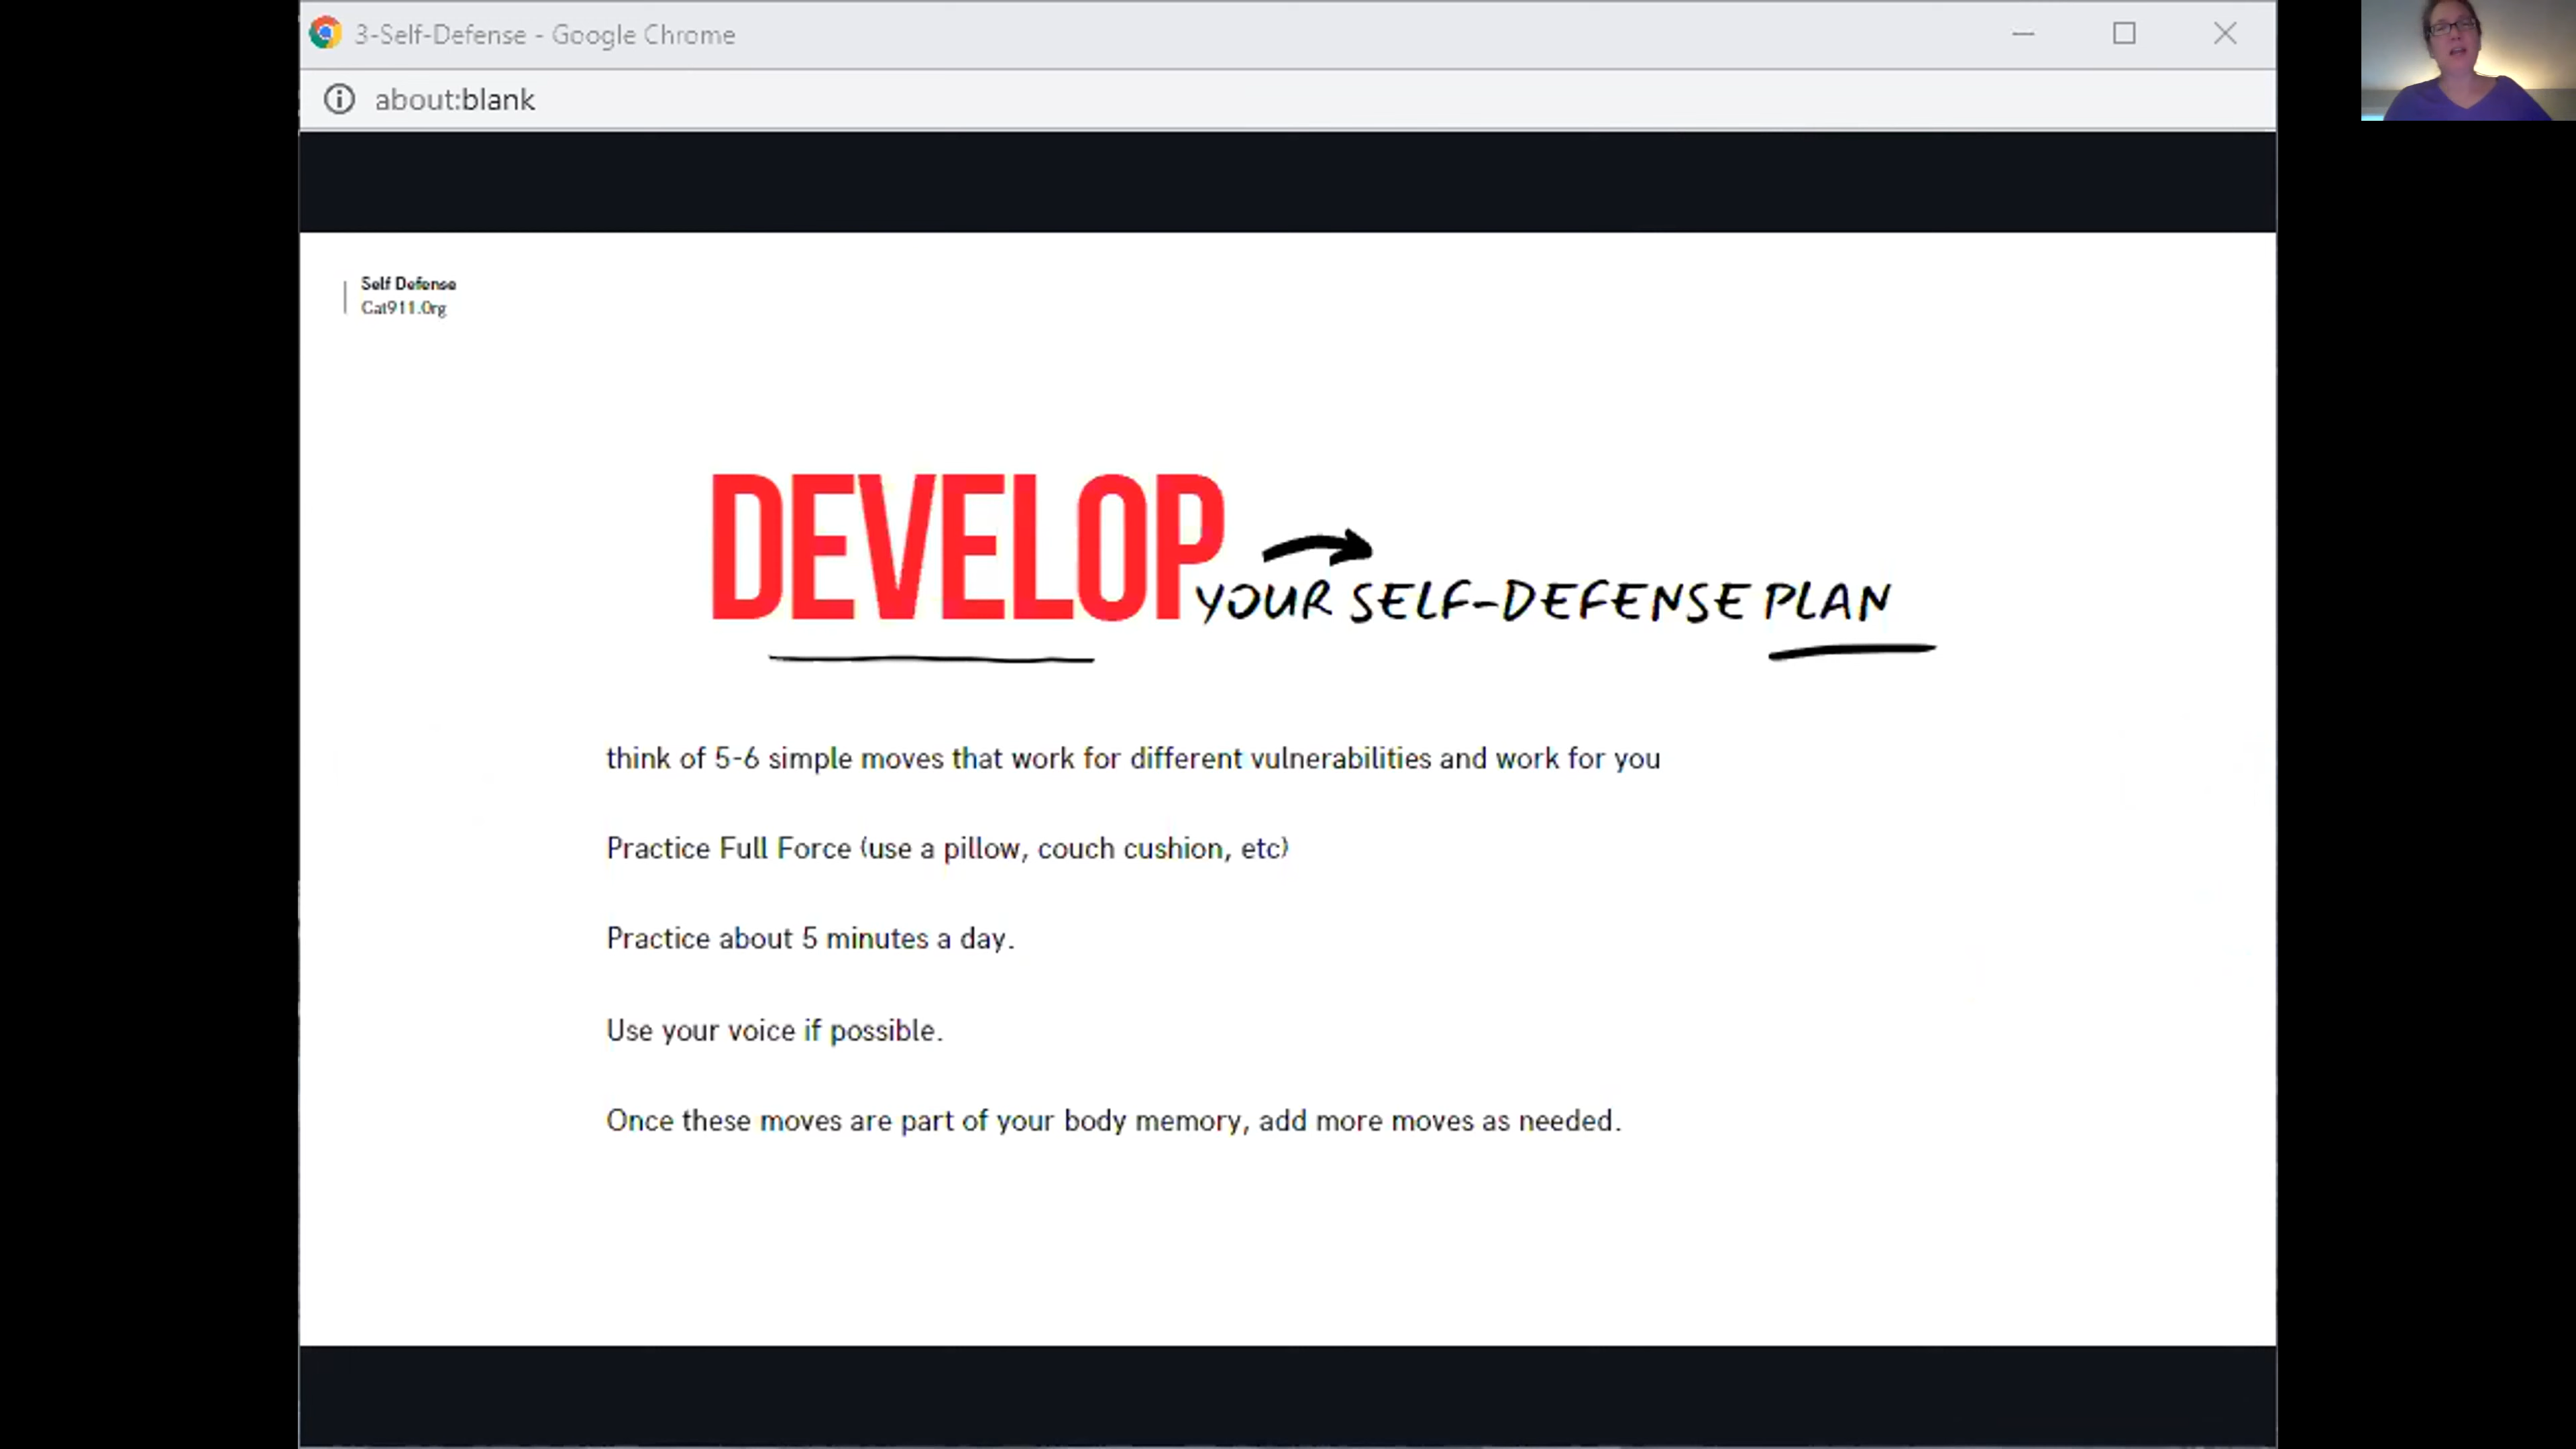 3-Self-Defense - Google Chrome
about:blank
Self Defense
Cat911.Org
DEVELOP
YOUR SELF-DEFENSE PLAN
think of 5-6 simple moves that work for different vulnerabilities and work for you
Practice Full Force (use a pillow, couch cushion, etc)
Practice about 5 minutes a day.
Use your voice if possible.
Once these moves are part of your body memory, add more moves as needed.